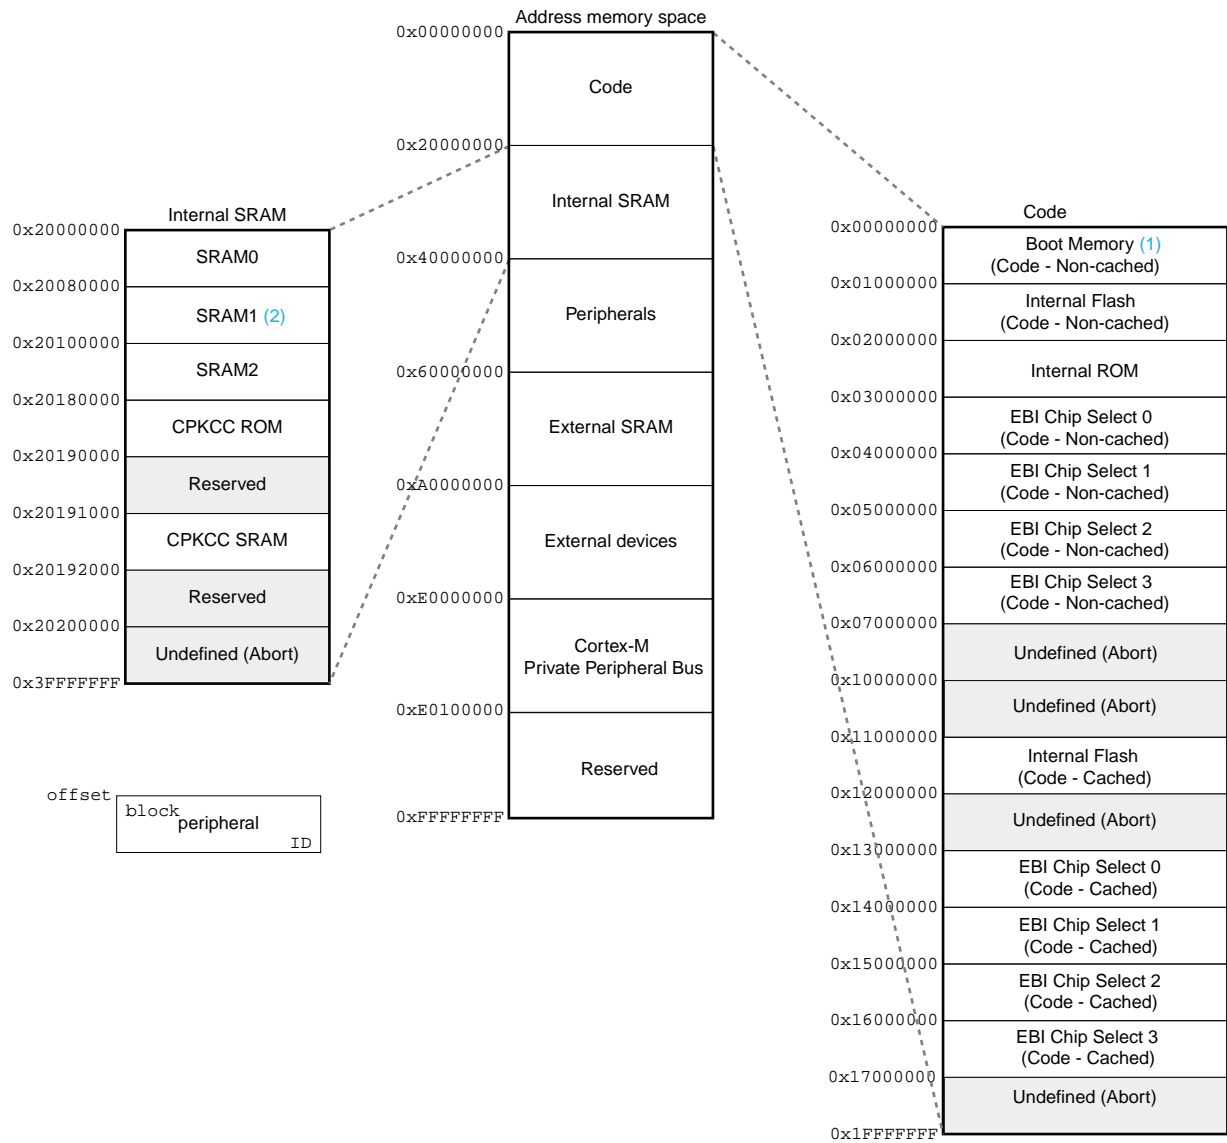 Address memory space
0x00000000
Code
0x20000000
Internal SRAM
0x40000000
Peripherals
0x60000000
External SRAM
0xA0000000
External devices
0xE0000000
Cortex-M
Private Peripheral Bus
0xE0100000
Reserved
0xFFFFFFFF
Internal SRAM
0x20000000
SRAM0
0x20080000
SRAM1 (2)
0x20100000
SRAM2
0x20180000
CPKCC ROM
0x20190000
Reserved
0x20191000
CPKCC SRAM
0x20192000
Reserved
0x20200000
Undefined (Abort)
0x3FFFFFFF
offset
block
peripheral
ID
Code
0x00000000
Boot Memory (1)
(Code - Non-cached)
0x01000000
Internal Flash
(Code - Non-cached)
0x02000000
Internal ROM
0x03000000
EBI Chip Select 0
(Code - Non-cached)
0x04000000
EBI Chip Select 1
(Code - Non-cached)
0x05000000
EBI Chip Select 2
(Code - Non-cached)
0x06000000
EBI Chip Select 3
(Code - Non-cached)
0x07000000
Undefined (Abort)
0x10000000
Undefined (Abort)
0x11000000
Internal Flash
(Code - Cached)
0x12000000
Undefined (Abort)
0x13000000
EBI Chip Select 0
(Code - Cached)
0x14000000
EBI Chip Select 1
(Code - Cached)
0x15000000
EBI Chip Select 2
(Code - Cached)
0x16000000
EBI Chip Select 3
(Code - Cached)
0x17000000
Undefined (Abort)
0x1FFFFFFF